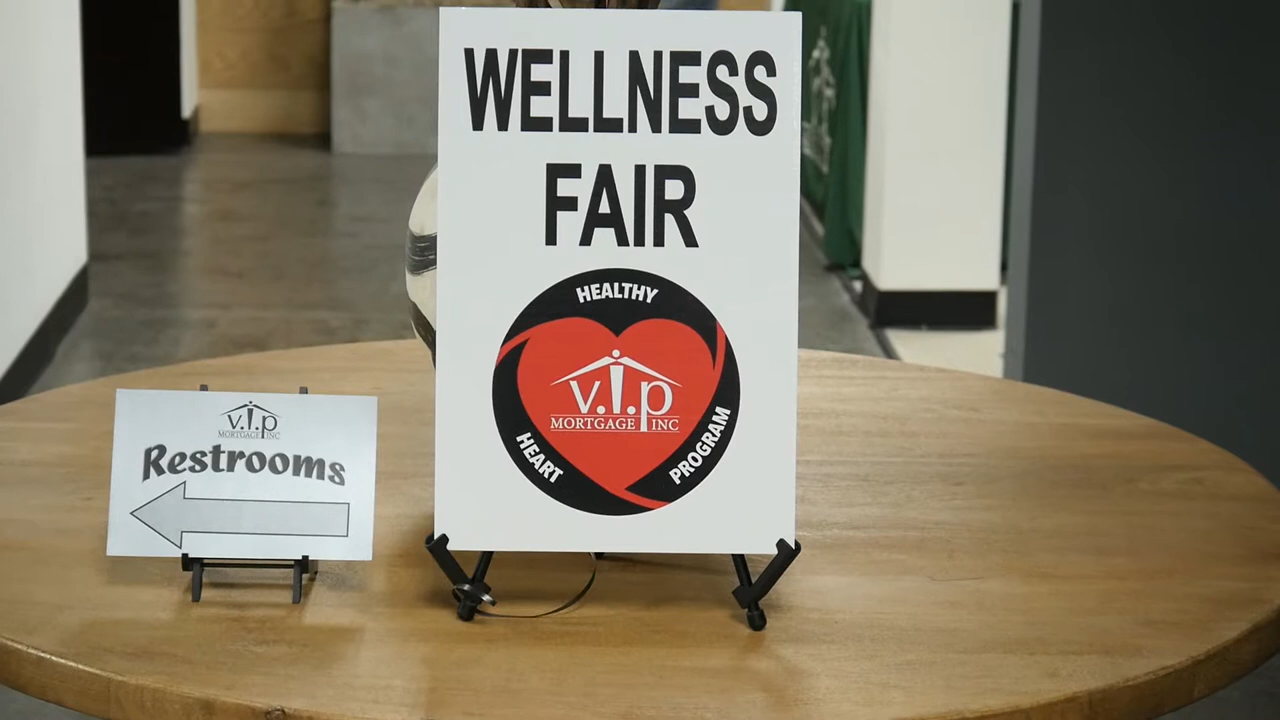 WELLNESS
FAIR
HEALTHY
v.i.p
MORTGAGE INC
HEART
PROGRAM
v.i.p
MORTGAGE INC
Restrooms